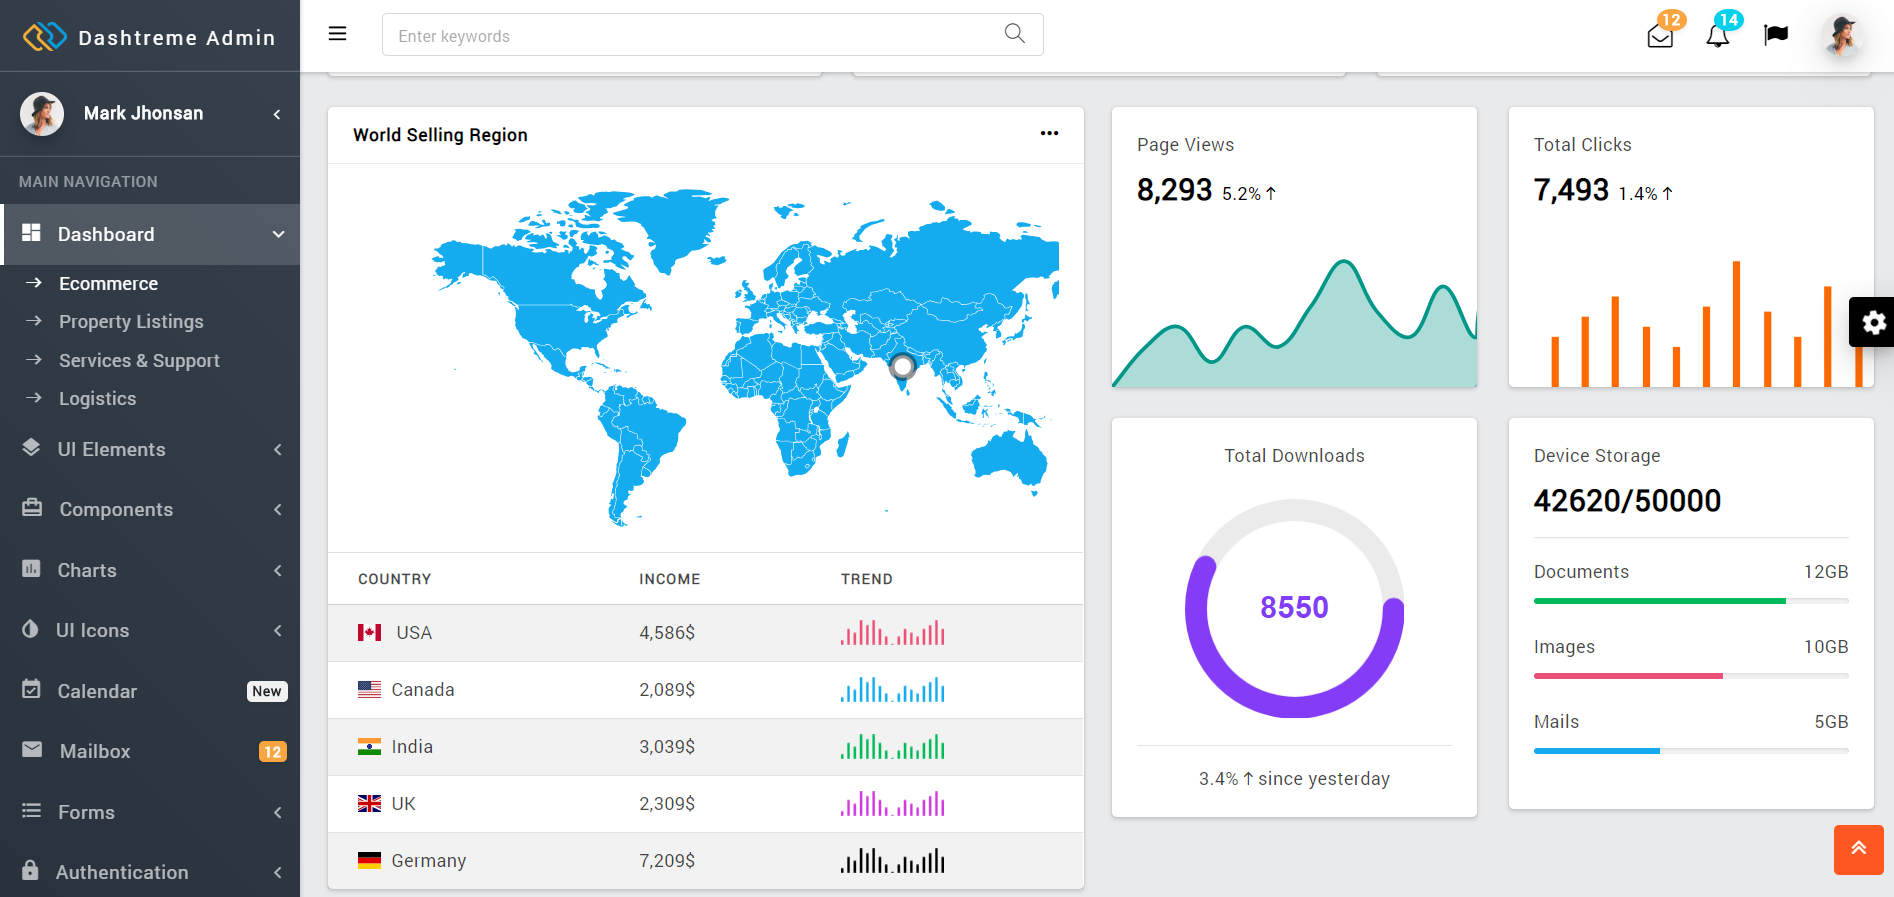 Dashtreme Admin
Enter keywords
12
14
Mark Jhonsan
MAIN NAVIGATION
Dashboard
Ecommerce
Property Listings
Services & Support
Logistics
UI Elements
Components
Charts
UI Icons
Calendar New
Mailbox 12
Forms
Authentication
World Selling Region
COUNTRY INCOME TREND
USA 4,586$
Canada 2,089$
India 3,039$
UK 2,309$
Germany 7,209$
Page Views
8,293 5.2% ↑
Total Clicks
7,493 1.4% ↑
Total Downloads
8550
3.4% ↑ since yesterday
Device Storage
42620/50000
Documents 12GB
Images 10GB
Mails 5GB